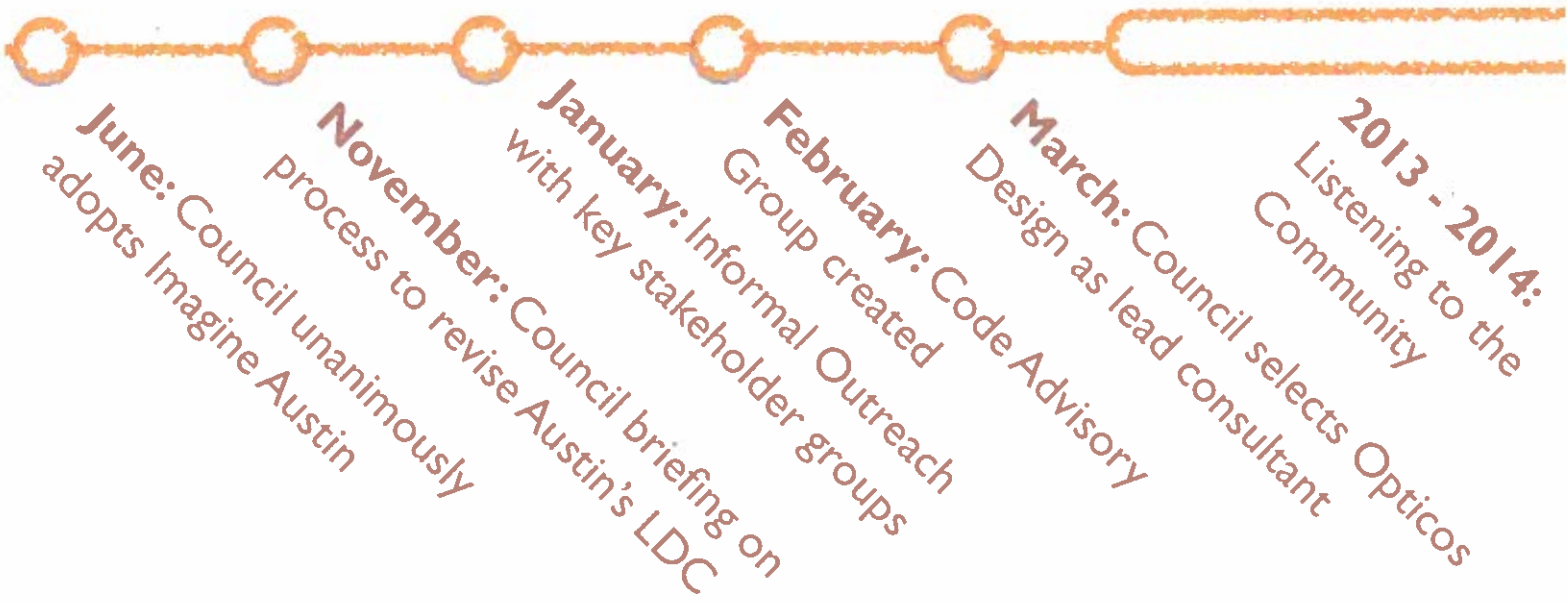 June: Council unanimously
adopts Imagine Austin
November: Council briefing on
process to revise Austin's LDC
January: Informal Outreach
with key stakeholder groups
February: Code Advisory
Group created
March: Council selects Opticos
Design as lead consultant
2013 - 2014:
Listening to the
Community